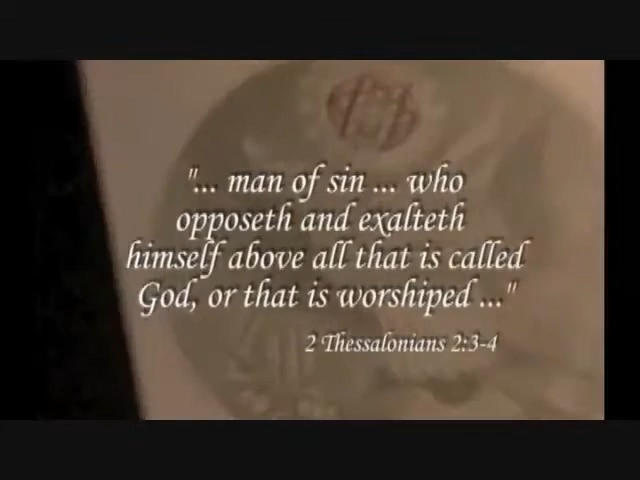 "... man of sin ... who
opposeth and exalteth
himself above all that is called
God, or that is worshiped ..."
2 Thessalonians 2:3-4